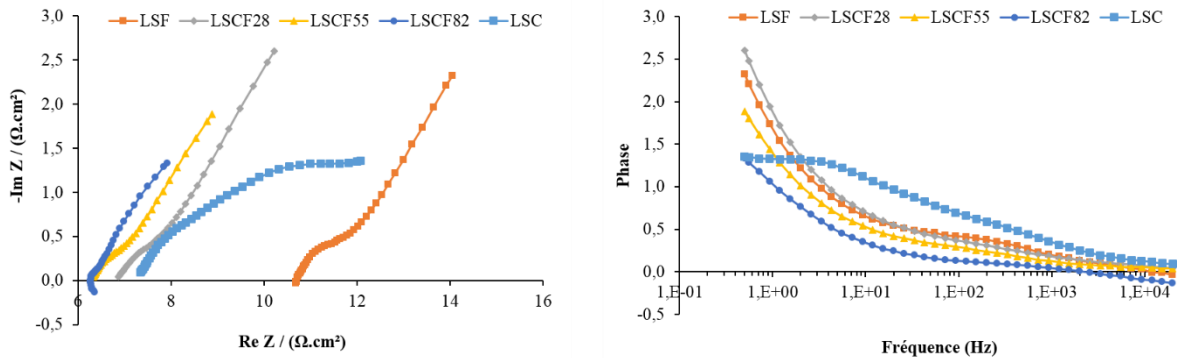 LSF LSCF28 LSCF55 LSCF82 LSC
3,0
2,5
2,0
1,5
1,0
0,5
0,0
-0,5
6 8 10 12 14 16
-Im Z / (Ω.cm²)
Re Z / (Ω.cm²)
LSF LSCF28 LSCF55 LSCF82 LSC
3,0
2,5
2,0
1,5
1,0
0,5
0,0
-0,5
1,E-01 1,E+00 1,E+01 1,E+02 1,E+03 1,E+04
Phase
Fréquence (Hz)